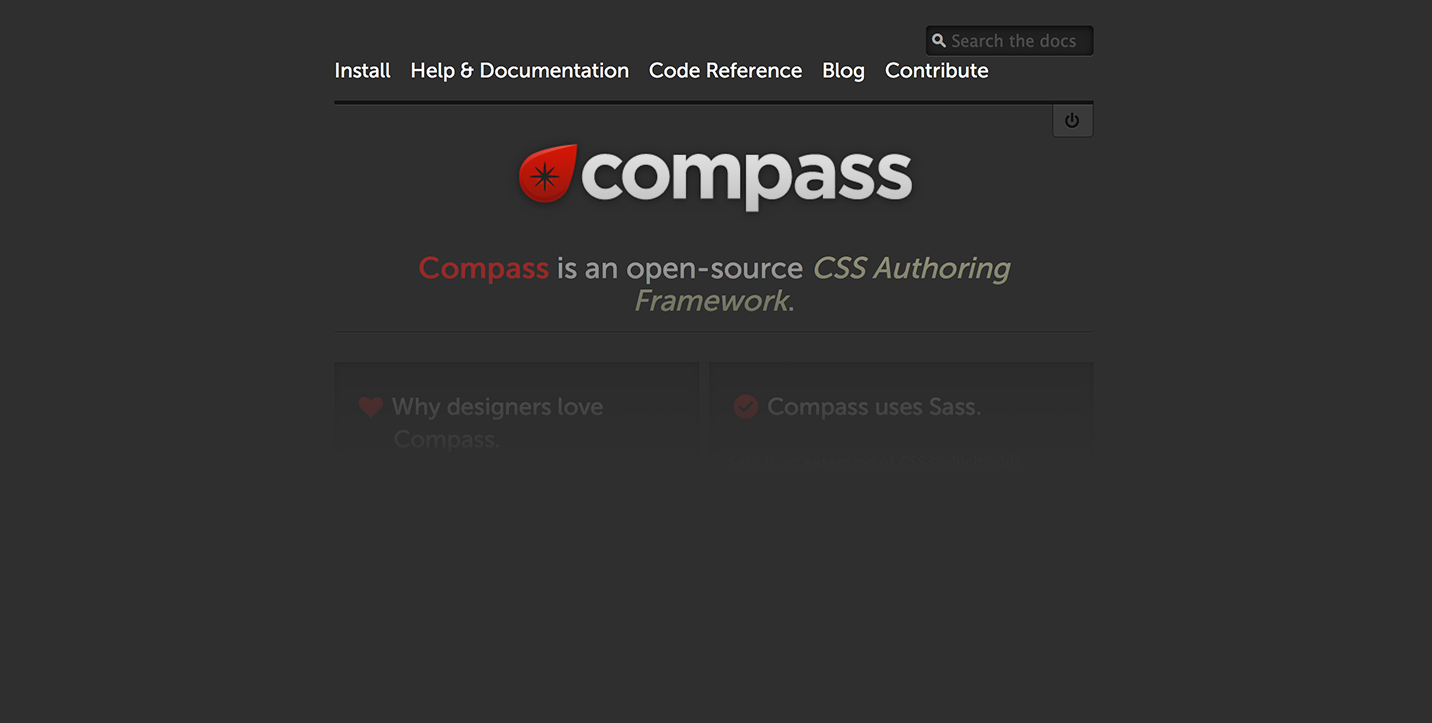 Search the docs
Install Help & Documentation Code Reference Blog Contribute
compass
Compass is an open-source CSS Authoring
Framework.
Why designers love
Compass.
Compass uses Sass.